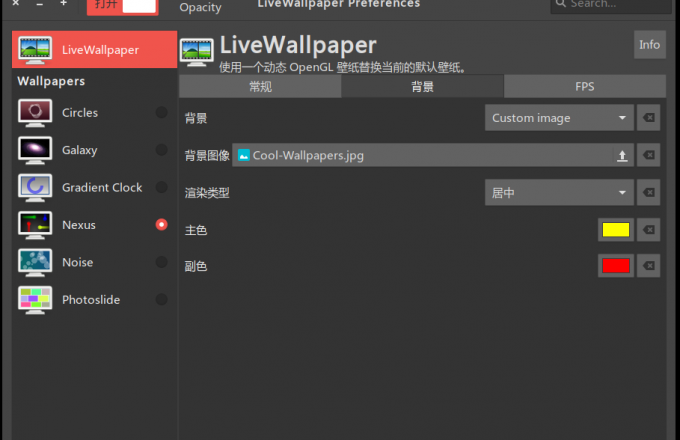 LiveWallpaper Preferences
打开
Opacity
Search...
LiveWallpaper
Wallpapers
Circles
Galaxy
Gradient Clock
Nexus
Noise
Photoslide
LiveWallpaper
使用一个动态 OpenGL 壁纸替换当前的默认壁纸。
Info
常规
背景
FPS
背景
Custom image
背景图像
Cool-Wallpapers.jpg
渲染类型
居中
主色
副色